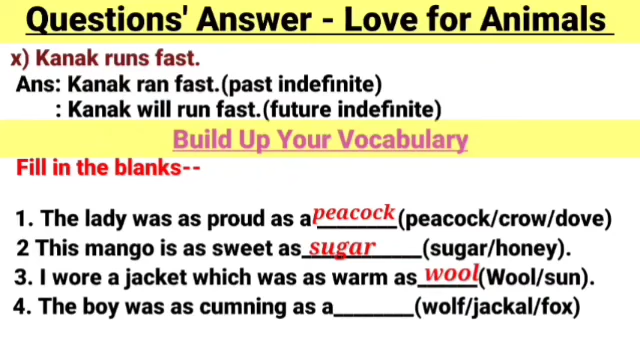 Questions' Answer - Love for Animals
x) Kanak runs fast.
Ans: Kanak ran fast.(past indefinite)
: Kanak will run fast.(future indefinite)
Build Up Your Vocabulary
Fill in the blanks--
1. The lady was as proud as a peacock (peacock/crow/dove)
2 This mango is as sweet as sugar ____(sugar/honey).
3. I wore a jacket which was as warm as wool(Wool/sun).
4. The boy was as cumning as a_______(wolf/jackal/fox)